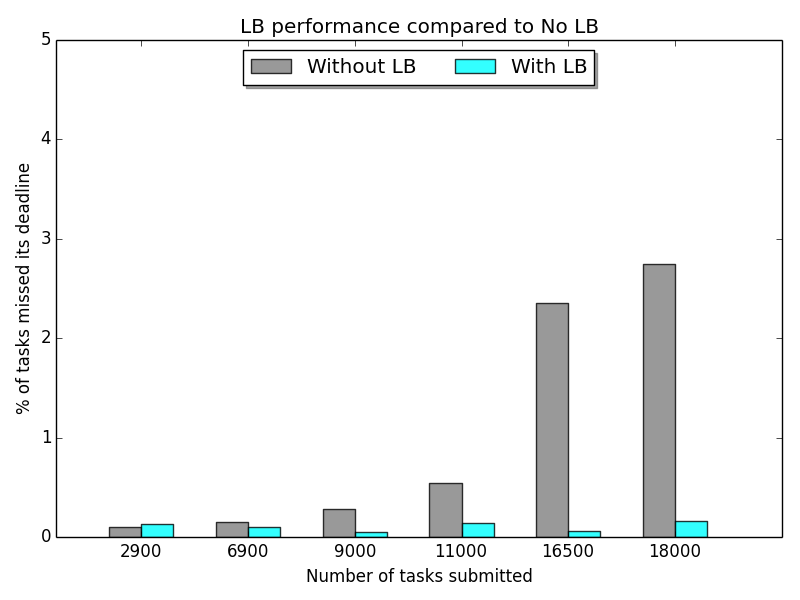 LB performance compared to No LB
Without LB With LB
5
4
3
2
1
0
% of tasks missed its deadline
2900 6900 9000 11000 16500 18000
Number of tasks submitted